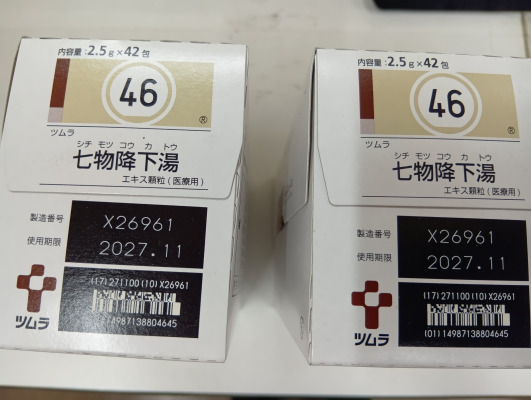 内容量:2.5g×42包
46
®
ツムラ
シチ モツ コウ カ トウ
七物降下湯
エキス顆粒(医療用)
製造番号 X26961
使用期限 2027.11
(17)271100(10)X26961
14987138804645
ツムラ
内容量:2.5g×42包
46
®
ツムラ
シチ モツ コウ カ トウ
七物降下湯
エキス顆粒(医療用)
製造番号 X26961
使用期限 2027.11
(17)271100(10)X26961
(01)14987138804645
ツムラ